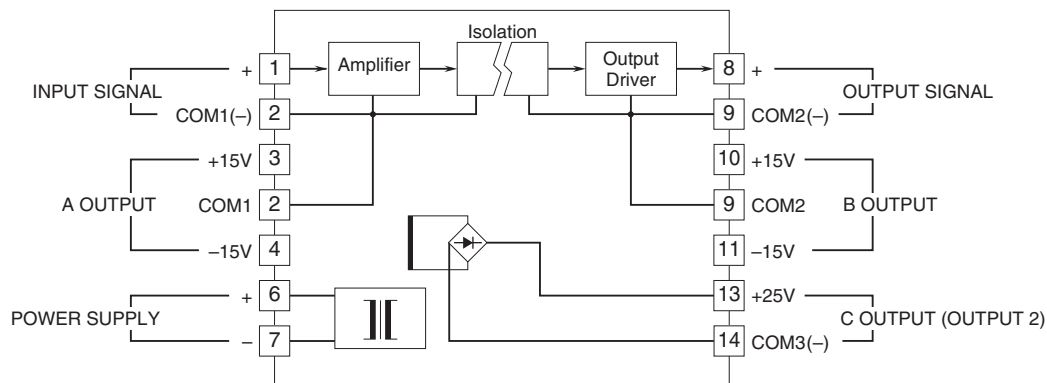 Isolation
INPUT SIGNAL
+ 1
Amplifier
Output
Driver
8 +
OUTPUT SIGNAL
COM1(–) 2
9 COM2(–)
A OUTPUT
+15V 3
10 +15V
B OUTPUT
COM1 2
9 COM2
–15V 4
11 –15V
POWER SUPPLY
+ 6
13 +25V
C OUTPUT (OUTPUT 2)
– 7
14 COM3(–)